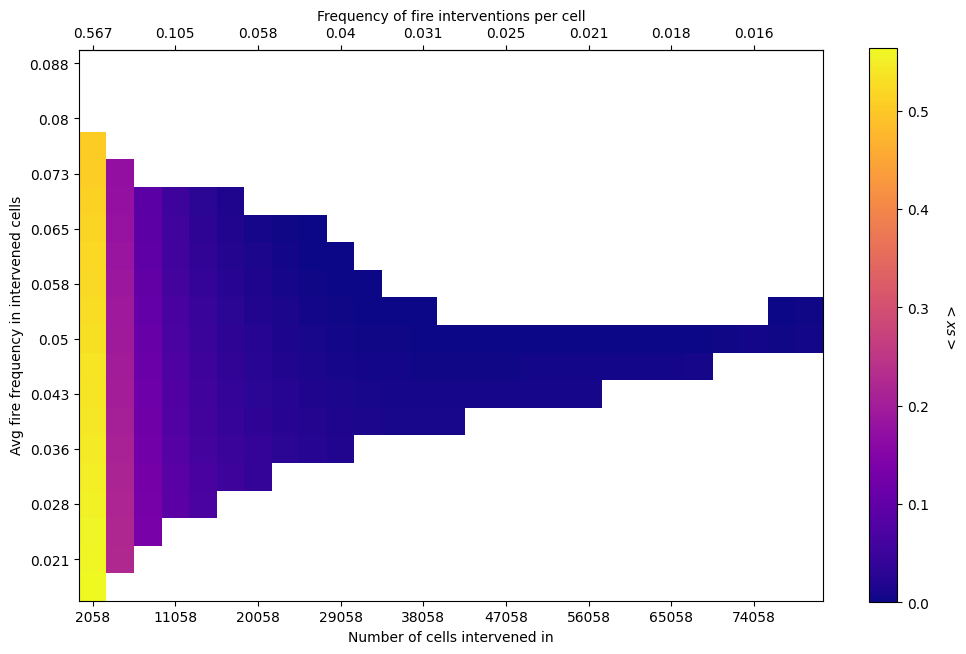 Frequency of fire interventions per cell
0.567 0.105 0.058 0.04 0.031 0.025 0.021 0.018 0.016
0.088
0.08
0.073
0.065
0.058
0.05
0.043
0.036
0.028
0.021
Avg fire frequency in intervened cells
2058 11058 20058 29058 38058 47058 56058 65058 74058
Number of cells intervened in
0.5
0.4
0.3
0.2
0.1
0.0
< sx >